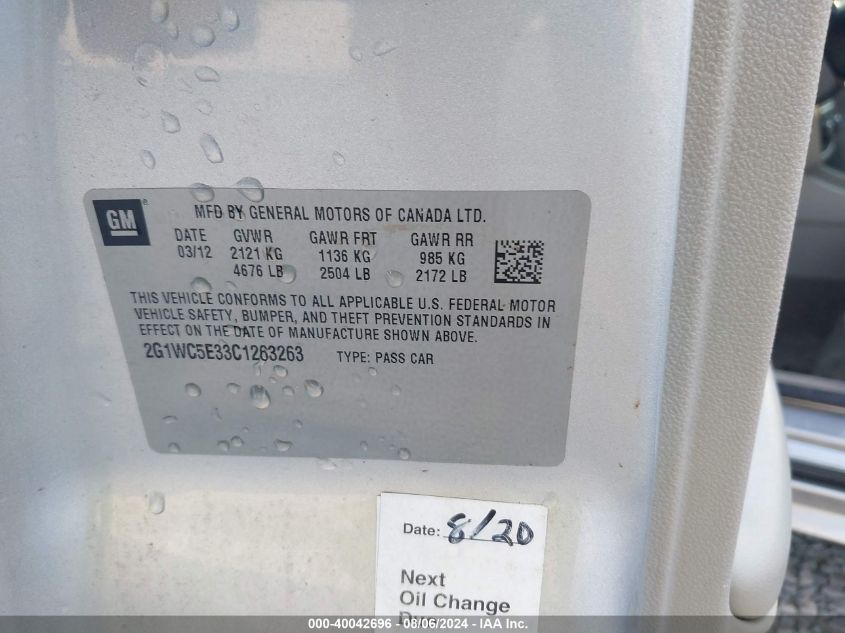 GM
MFD BY GENERAL MOTORS OF CANADA LTD.
DATE GVWR GAWR FRT GAWR RR
03/12 2121 KG 1136 KG 985 KG
4676 LB 2504 LB 2172 LB
THIS VEHICLE CONFORMS TO ALL APPLICABLE U.S. FEDERAL MOTOR
VEHICLE SAFETY, BUMPER, AND THEFT PREVENTION STANDARDS IN
EFFECT ON THE DATE OF MANUFACTURE SHOWN ABOVE.
2G1WC5E33C1263263 TYPE: PASS CAR
Date: 8/20
Next
Oil Change
000-40042696 - 08/06/2024 - IAA Inc.